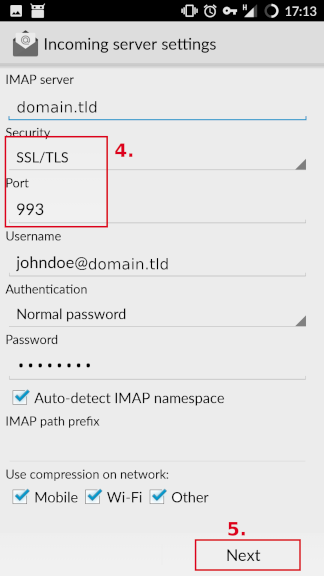 17:13
Incoming server settings
IMAP server
domain.tld
Security
SSL/TLS
4.
Port
993
Username
johndoe@domain.tld
Authentication
Normal password
Password
••••••••
Auto-detect IMAP namespace
IMAP path prefix
Use compression on network:
Mobile Wi-Fi Other
5.
Next